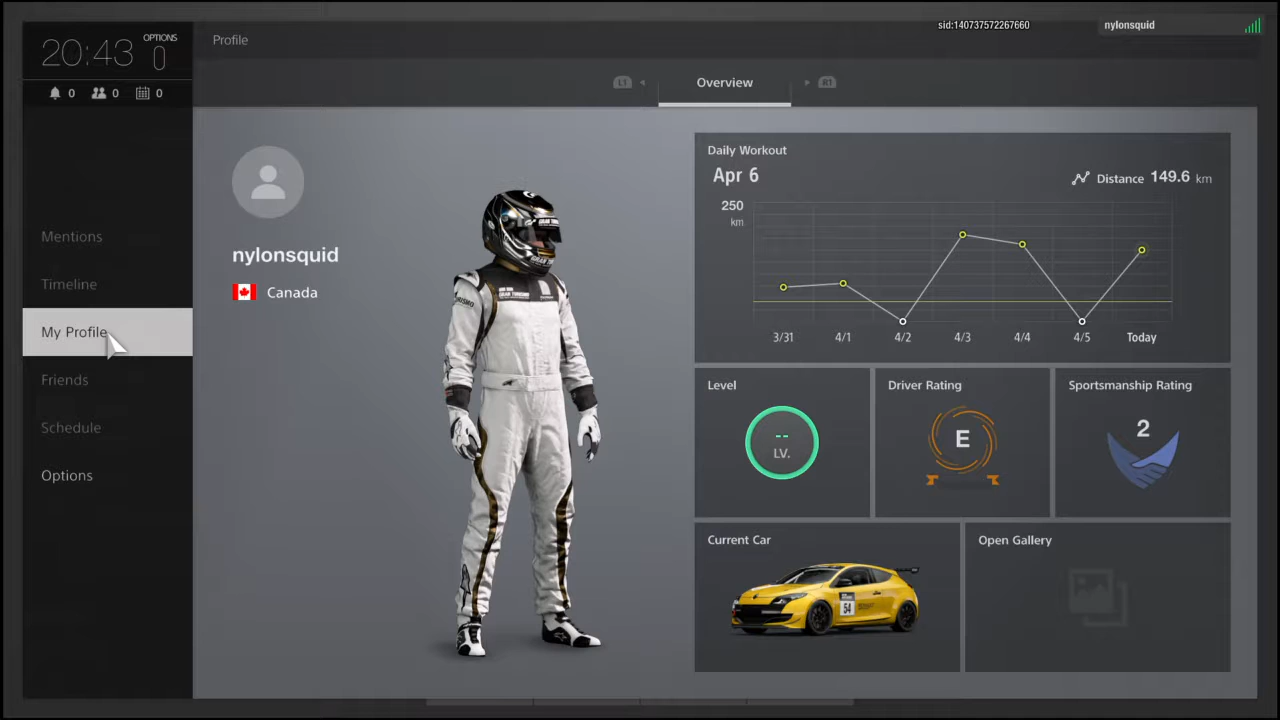 20:43
OPTIONS
0 0 0
Profile
sid:140737572267660
nylonsquid
L1
Overview
R1
Mentions
Timeline
My Profile
Friends
Schedule
Options
nylonsquid
Canada
Daily Workout
Apr 6
Distance 149.6 km
250
km
3/31 4/1 4/2 4/3 4/4 4/5 Today
Level
--
LV.
Driver Rating
E
Sportsmanship Rating
2
Current Car
54
Open Gallery